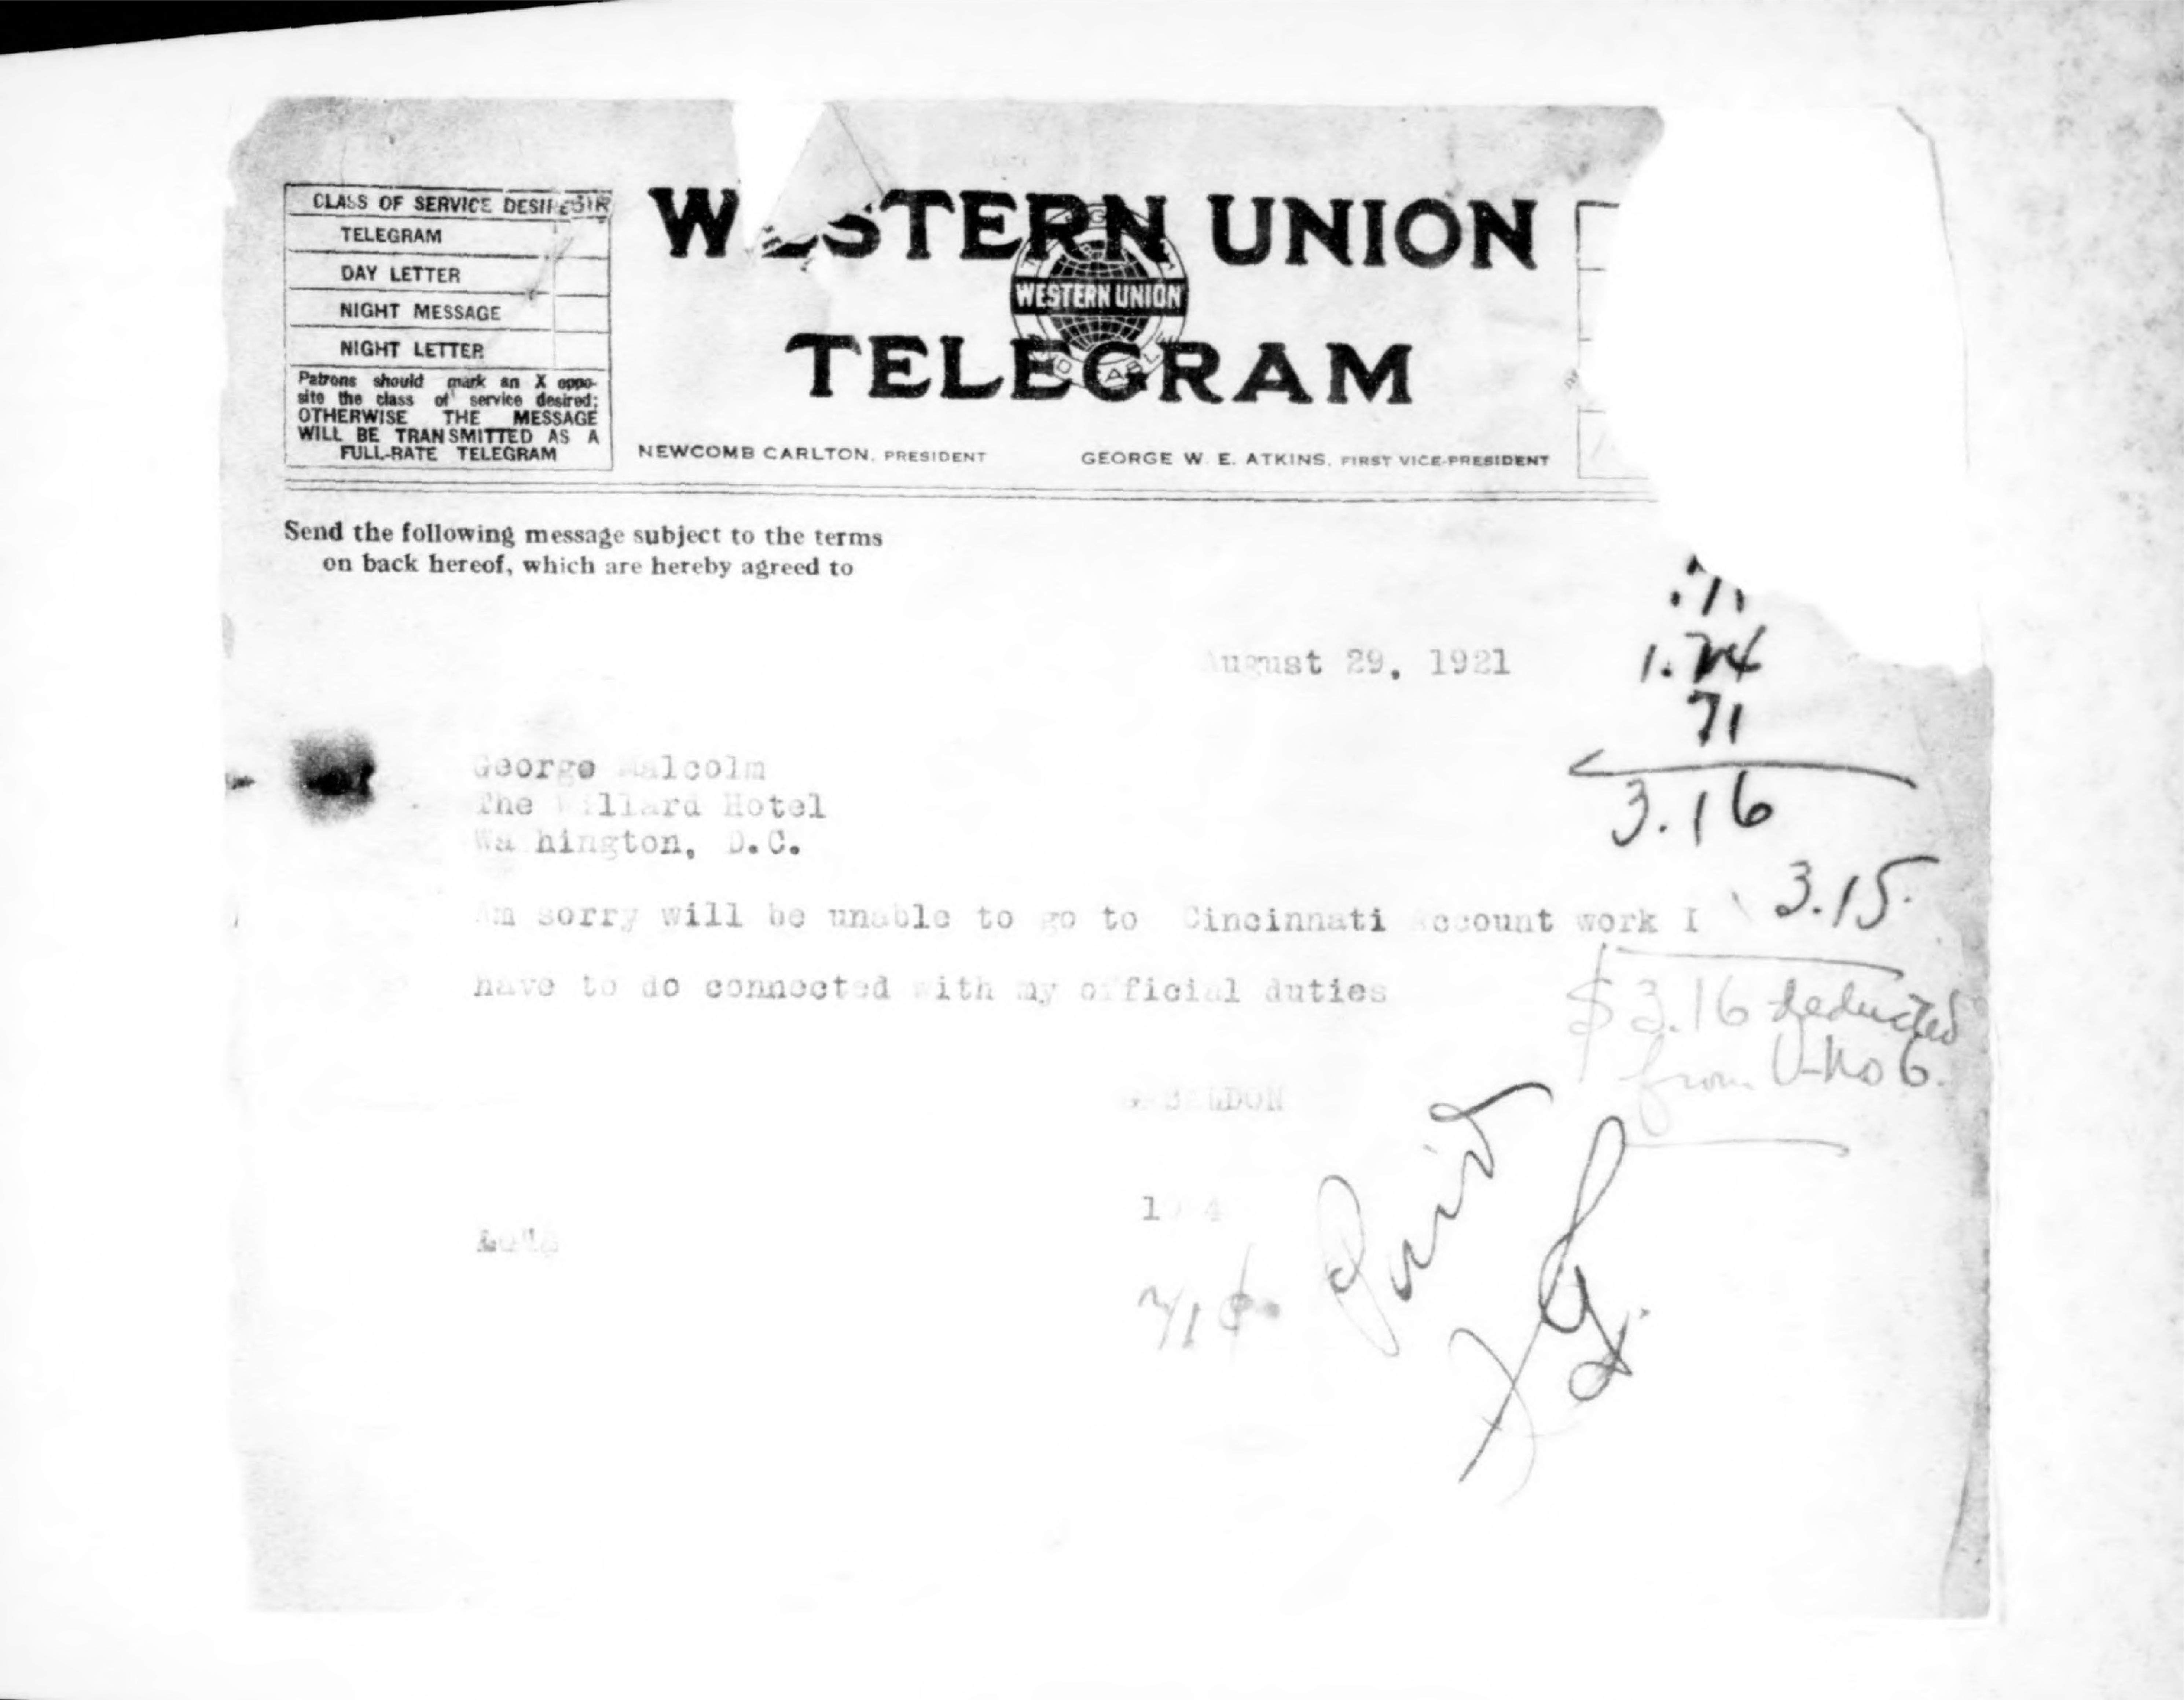 CLASS OF SERVICE DESIRED
TELEGRAM
DAY LETTER
NIGHT MESSAGE
NIGHT LETTER
Patrons should mark an X oppo-
site the class of service desired;
OTHERWISE THE MESSAGE
WILL BE TRANSMITTED AS A
FULL-RATE TELEGRAM
WESTERN UNION
WESTERN UNION
TELEGRAM
NEWCOMB CARLTON, PRESIDENT
GEORGE W. E. ATKINS, FIRST VICE-PRESIDENT
Send the following message subject to the terms
on back hereof, which are hereby agreed to
August 29, 1921
.71
1.74
71
3.16
3.15
George Malcolm
The Willard Hotel
Washington, D.C.
Am sorry will be unable to go to Cincinnati account work I
have to do connected with my official duties
$3.16 deducted
from V-No 6.
Paid
71¢